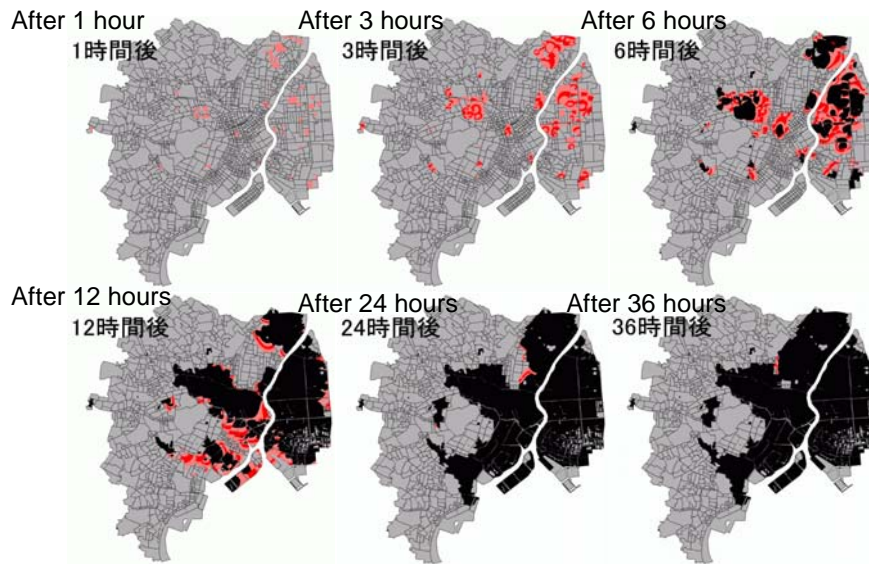 After 1 hour
1時間後
After 3 hours
3時間後
After 6 hours
6時間後
After 12 hours
12時間後
After 24 hours
24時間後
After 36 hours
36時間後